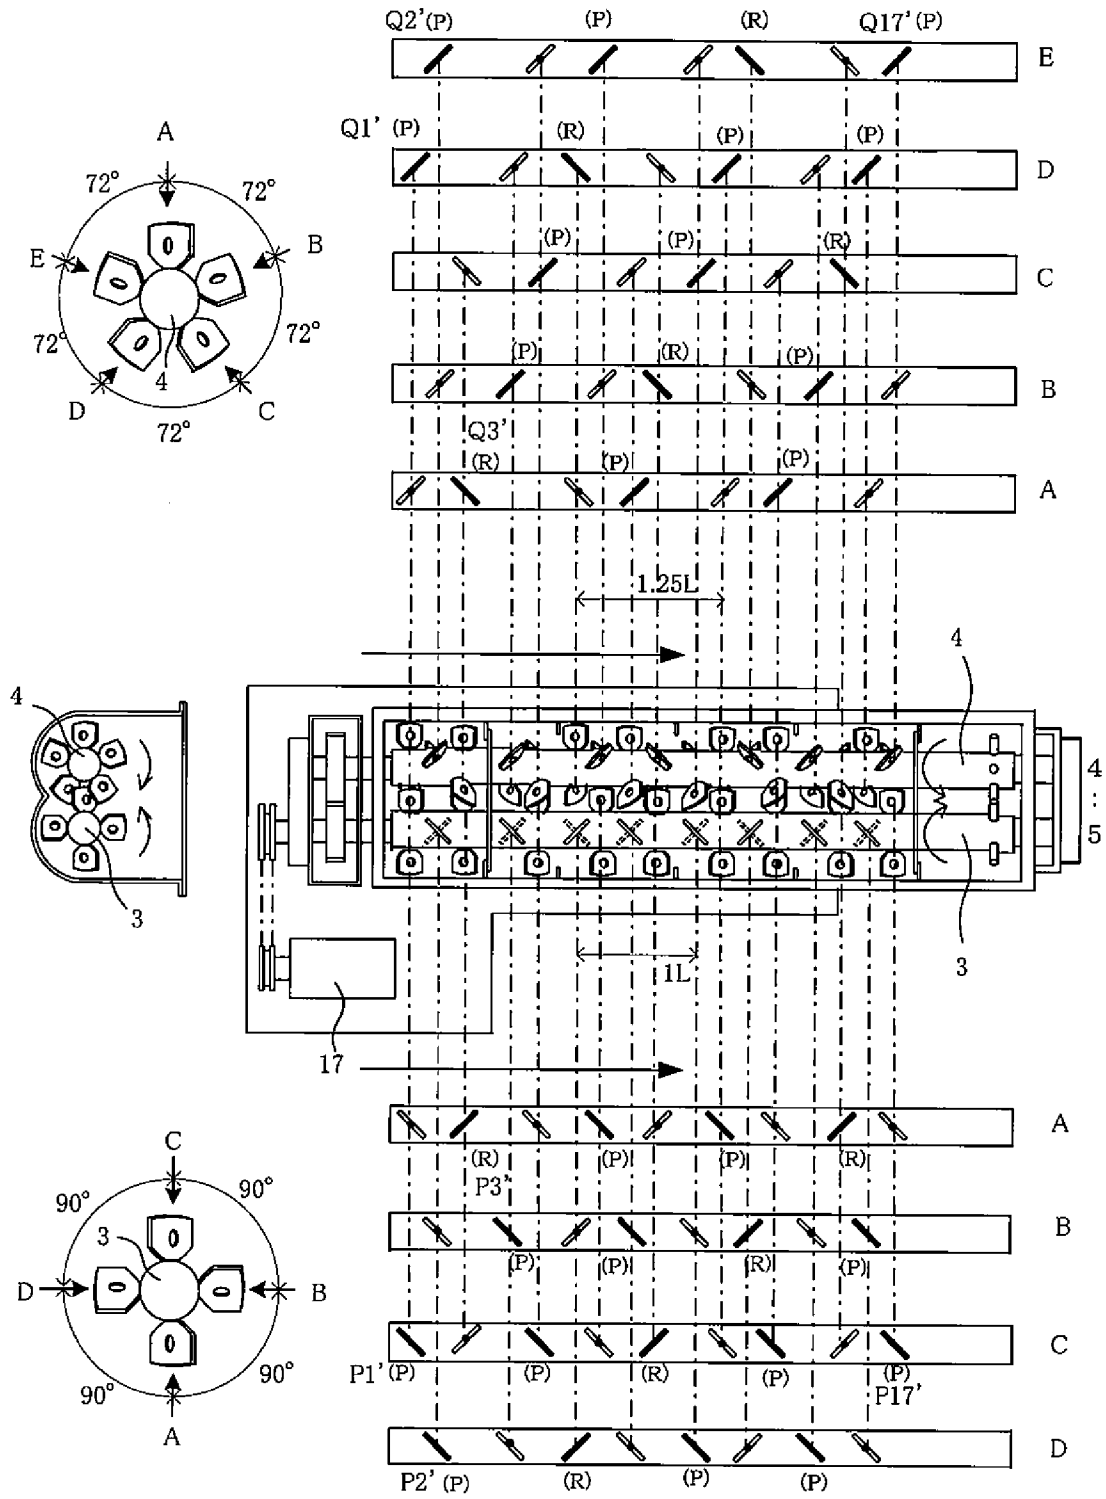 Q2' (P) (P) (R) Q17' (P)
E
Q1' (P) (R) (P) (P)
D
(P) (P) (R)
C
(P) (R) (P)
B
Q3'
(R) (P) (P)
A
A
72° 72°
E B
72° 72°
4
D C
72°
1.25L
4
4
3
4
:
5
3
1L
17
A
(R) (P) (P) (R)
P3'
B
(P) (P) (R) (P)
C
P1' (P) (P) (R) (P) (P)
P17'
D
P2' (P) (R) (P) (P)
C
90° 90°
3
D B
90° 90°
A